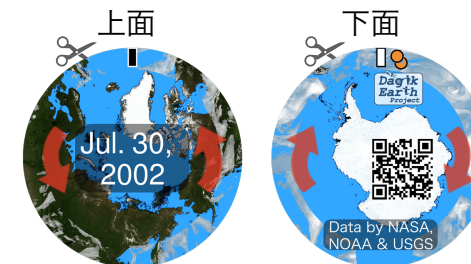 上面
下面
Jul. 30,
2002
Dagik
Earth
Project
Data by NASA,
NOAA & USGS